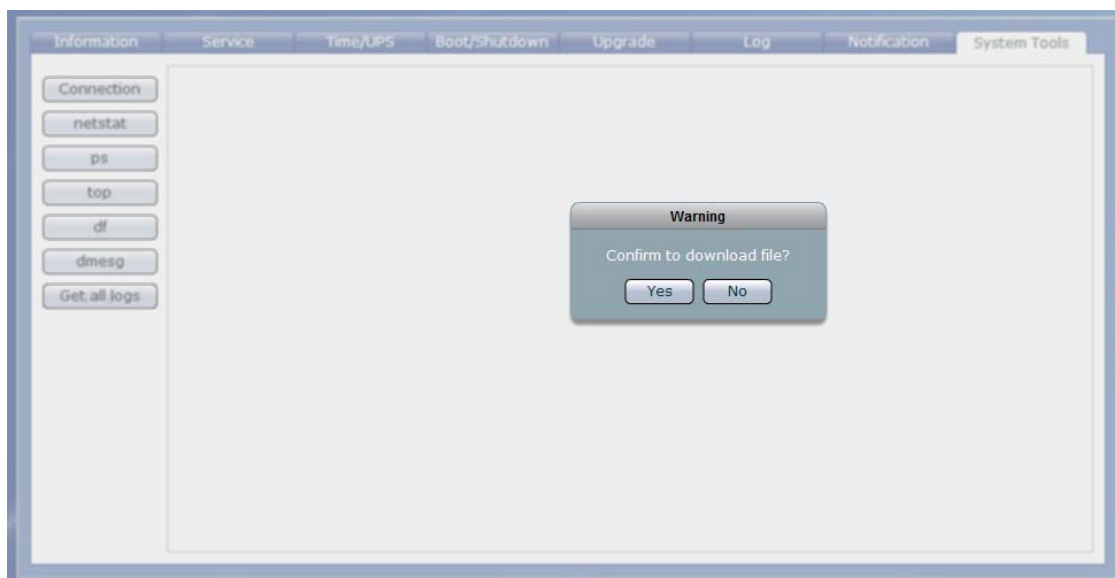 Information Service Time/UPS Boot/Shutdown Upgrade Log Notification System Tools
Connection
netstat
ps
top
df
dmesg
Get all logs
Warning
Confirm to download file?
Yes No